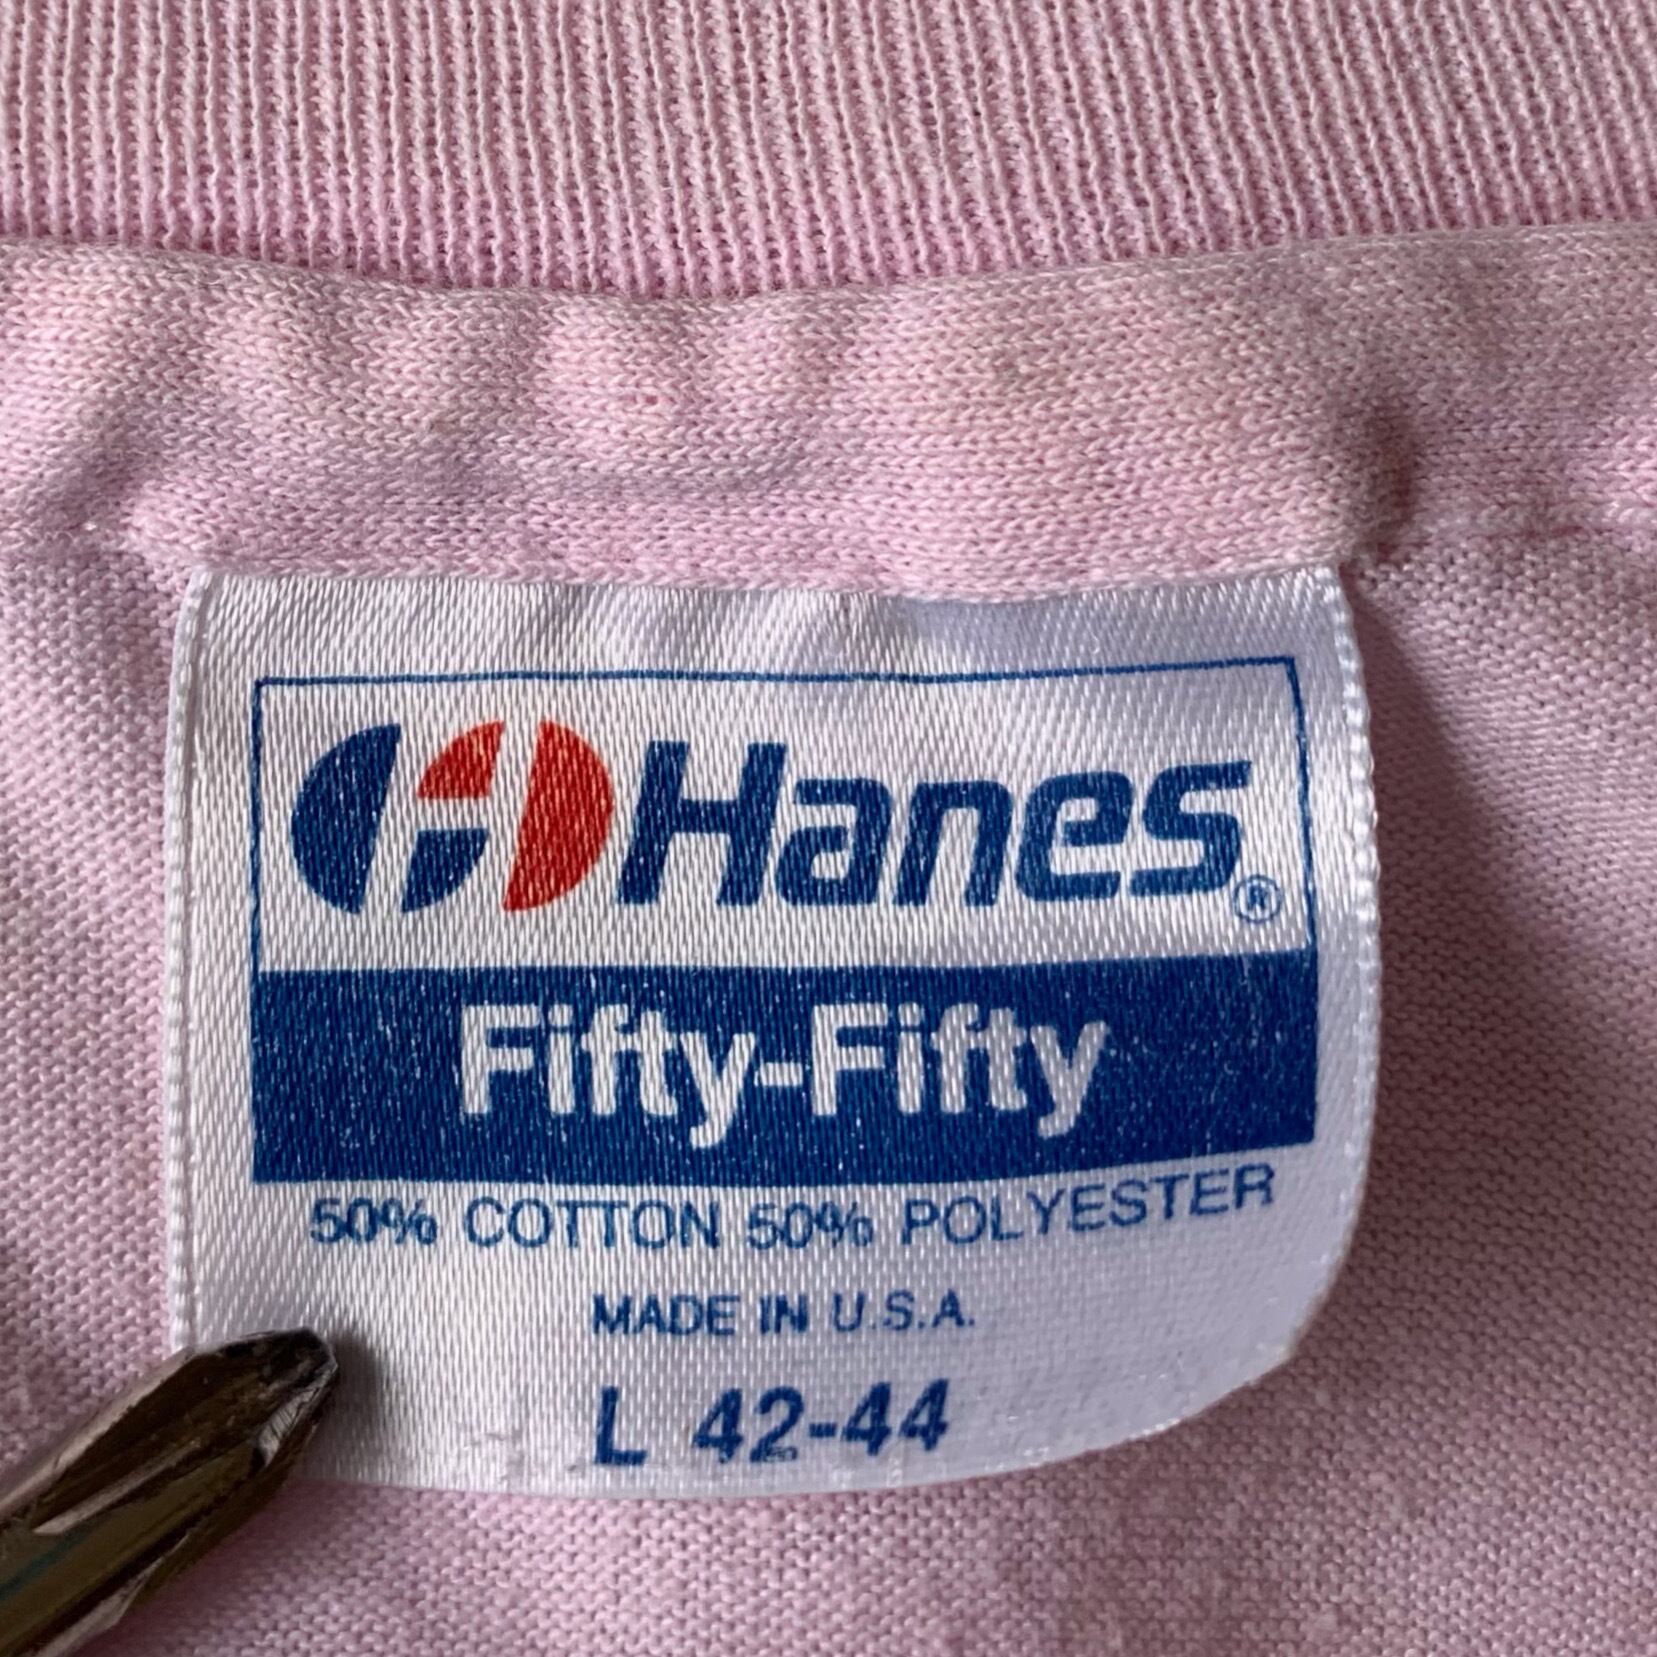 Hanes®
Fifty-Fifty
50% COTTON 50% POLYESTER
MADE IN U.S.A.
L 42-44